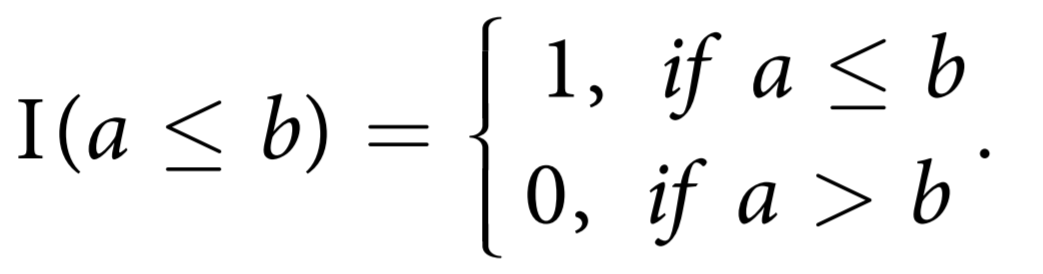 I(a ≤ b) = { 1, if a ≤ b
0, if a > b .